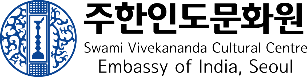 주한인도문화원
Swami Vivekananda Cultural Centre
Embassy of India, Seoul